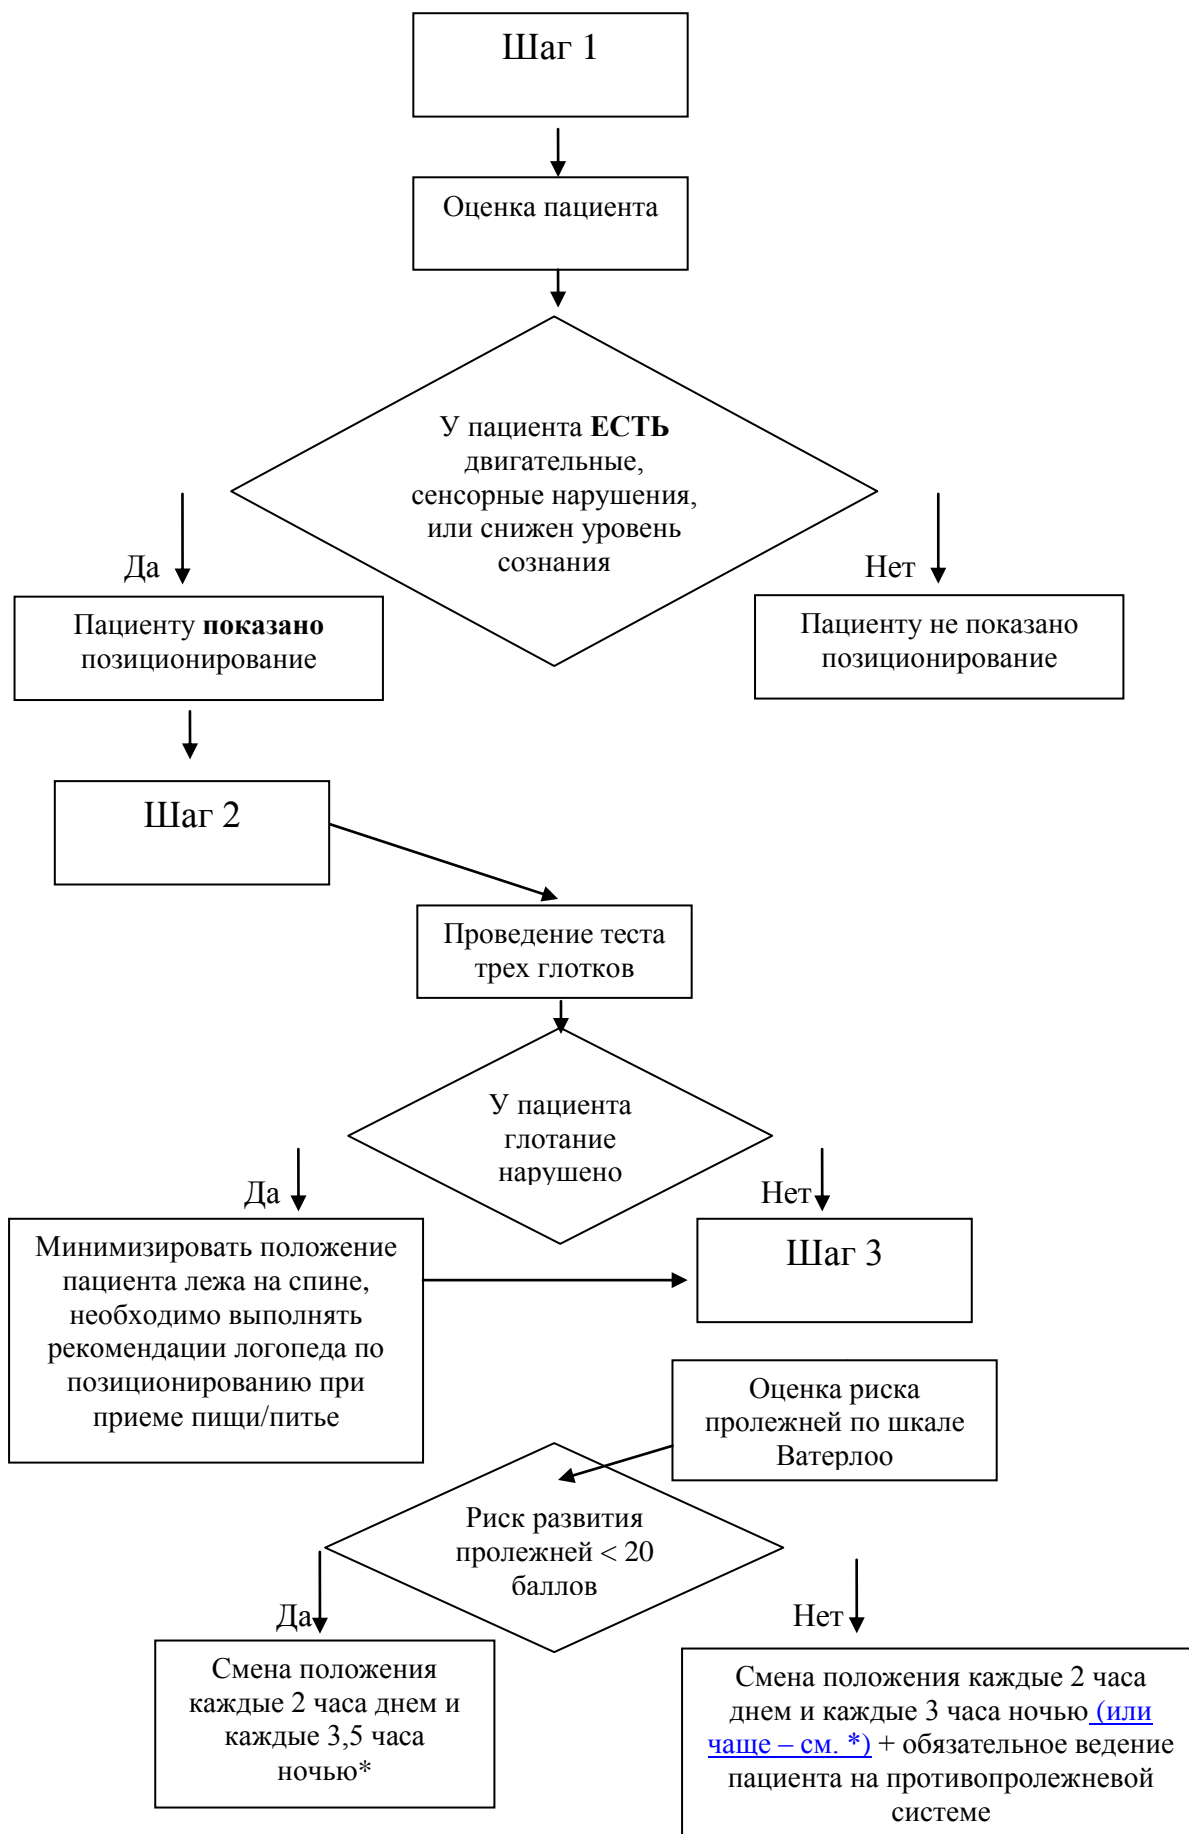 Шаг 1
Оценка пациента
У пациента ЕСТЬ
двигательные,
сенсорные нарушения,
или снижен уровень
сознания
Да
Нет
Пациенту показано
позиционирование
Пациенту не показано
позиционирование
Шаг 2
Проведение теста
трех глотков
У пациента
глотание
нарушено
Да
Нет
Минимизировать положение
пациента лежа на спине,
необходимо выполнять
рекомендации логопеда по
позиционированию при
приеме пищи/питье
Шаг 3
Оценка риска
пролежней по шкале
Ватерлоо
Риск развития
пролежней < 20
баллов
Да
Нет
Смена положения
каждые 2 часа днем и
каждые 3,5 часа
ночью*
Смена положения каждые 2 часа
днем и каждые 3 часа ночью (или
чаще – см. *) + обязательное ведение
пациента на противопролежневой
системе